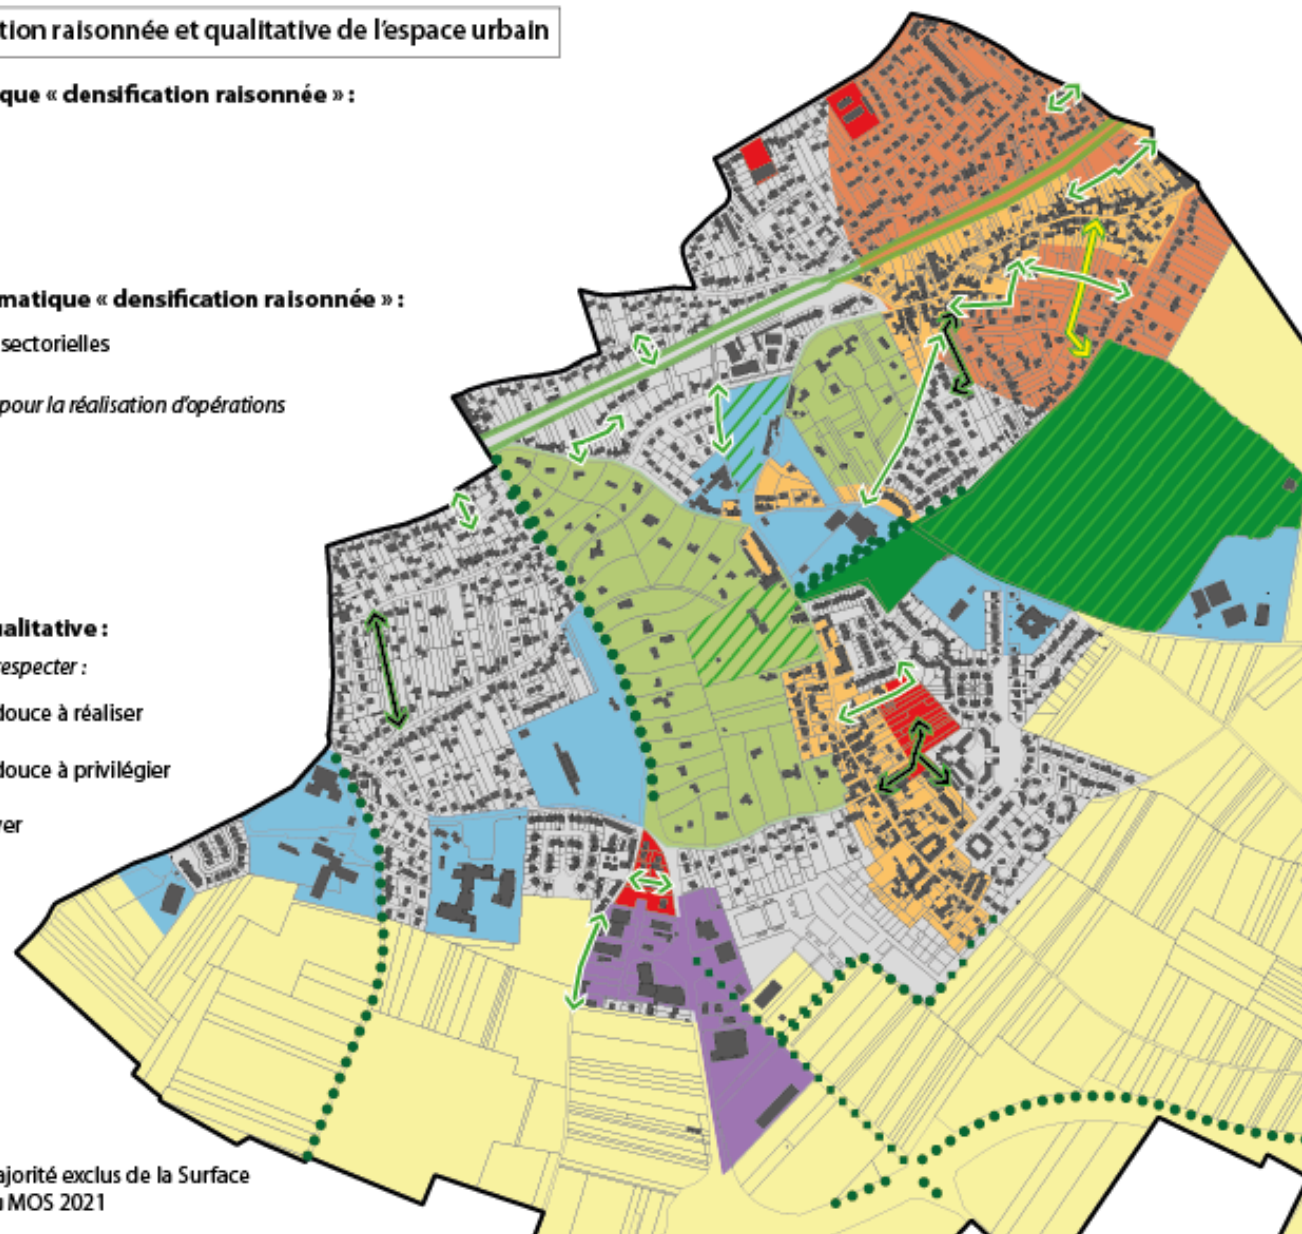 tion raisonnée et qualitative de l'espace urbain
que « densification raisonnée » :
matique « densification raisonnée » :
sectorielles
pour la réalisation d'opérations
ualitative :
respecter :
douce à réaliser
douce à privilégier
ver
ajorité exclus de la Surface
u MOS 2021